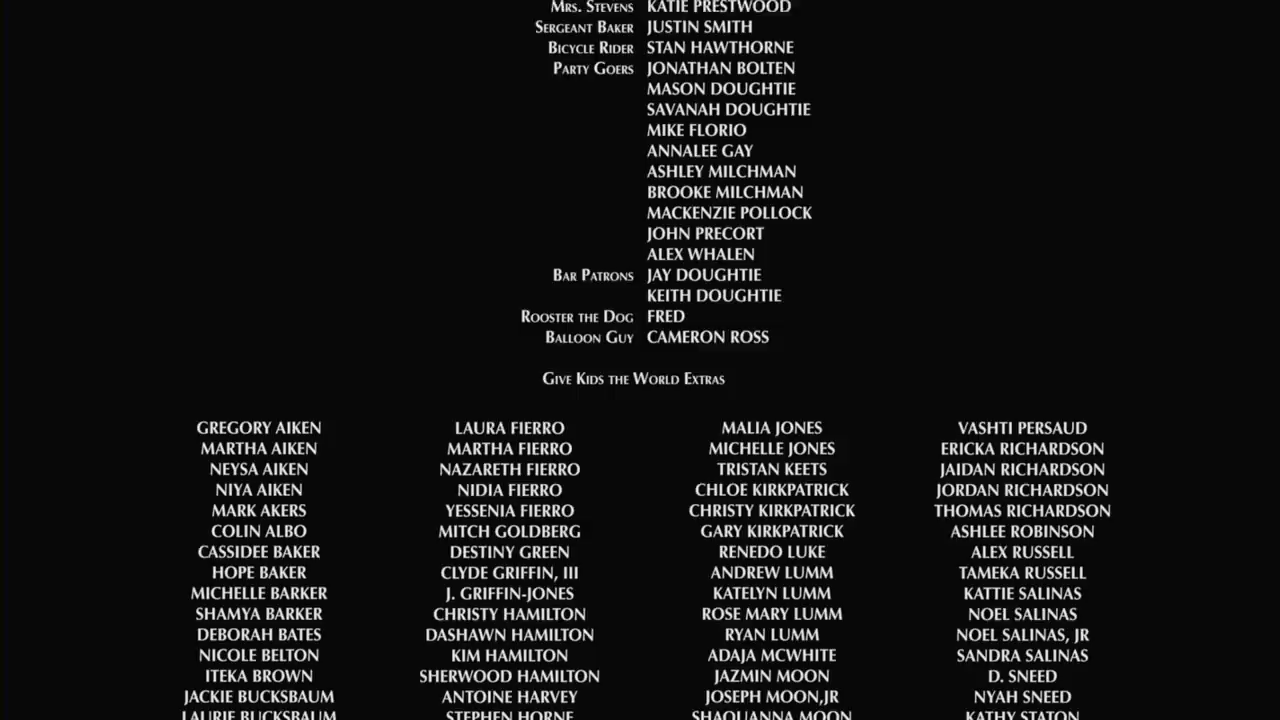 Mrs. Stevens KATIE PRESTWOOD
Sergeant Baker JUSTIN SMITH
Bicycle Rider STAN HAWTHORNE
Party Goers JONATHAN BOLTEN
MASON DOUGHTIE
SAVANAH DOUGHTIE
MIKE FLORIO
ANNALEE GAY
ASHLEY MILCHMAN
BROOKE MILCHMAN
MACKENZIE POLLOCK
JOHN PRECORT
ALEX WHALEN
Bar Patrons JAY DOUGHTIE
KEITH DOUGHTIE
Rooster the Dog FRED
Balloon Guy CAMERON ROSS
Give Kids the World Extras
GREGORY AIKEN LAURA FIERRO MALIA JONES VASHTI PERSAUD
MARTHA AIKEN MARTHA FIERRO MICHELLE JONES ERICKA RICHARDSON
NEYSA AIKEN NAZARETH FIERRO TRISTAN KEETS JAIDAN RICHARDSON
NIYA AIKEN NIDIA FIERRO CHLOE KIRKPATRICK JORDAN RICHARDSON
MARK AKERS YESSENIA FIERRO CHRISTY KIRKPATRICK THOMAS RICHARDSON
COLIN ALBO MITCH GOLDBERG GARY KIRKPATRICK ASHLEE ROBINSON
CASSIDEE BAKER DESTINY GREEN RENEDO LUKE ALEX RUSSELL
HOPE BAKER CLYDE GRIFFIN, III ANDREW LUMM TAMEKA RUSSELL
MICHELLE BARKER J. GRIFFIN-JONES KATELYN LUMM KATTIE SALINAS
SHAMYA BARKER CHRISTY HAMILTON ROSE MARY LUMM NOEL SALINAS
DEBORAH BATES DASHAWN HAMILTON RYAN LUMM NOEL SALINAS, JR
NICOLE BELTON KIM HAMILTON ADAJA MCWHITE SANDRA SALINAS
ITEKA BROWN SHERWOOD HAMILTON JAZMIN MOON D. SNEED
JACKIE BUCKSBAUM ANTOINE HARVEY JOSEPH MOON,JR NYAH SNEED
LAURIE BUCKSBAUM STEPHEN HORNE SHAQUANNA MOON KATHY STATON